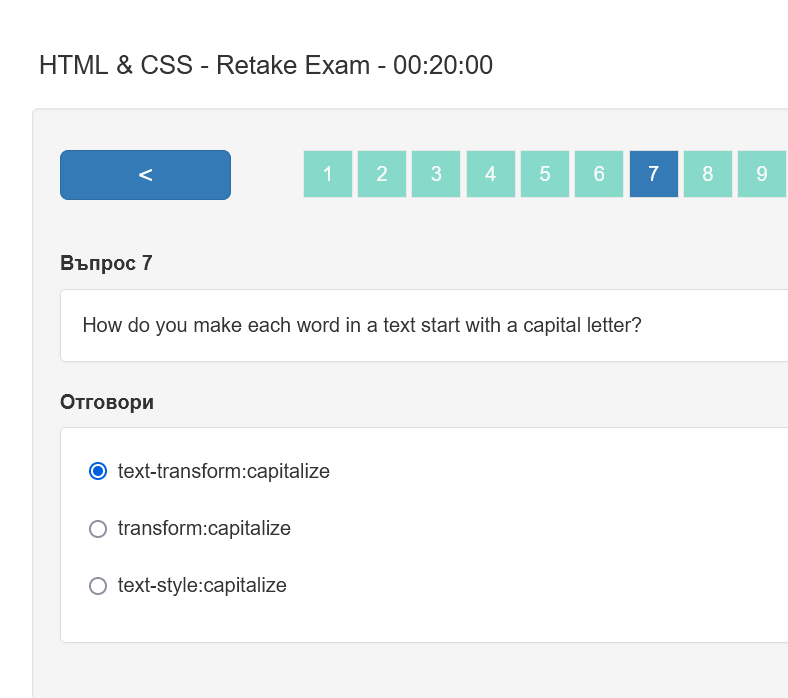 HTML & CSS - Retake Exam - 00:20:00
< 1 2 3 4 5 6 7 8 9
Въпрос 7
How do you make each word in a text start with a capital letter?
Отговори
text-transform:capitalize
transform:capitalize
text-style:capitalize